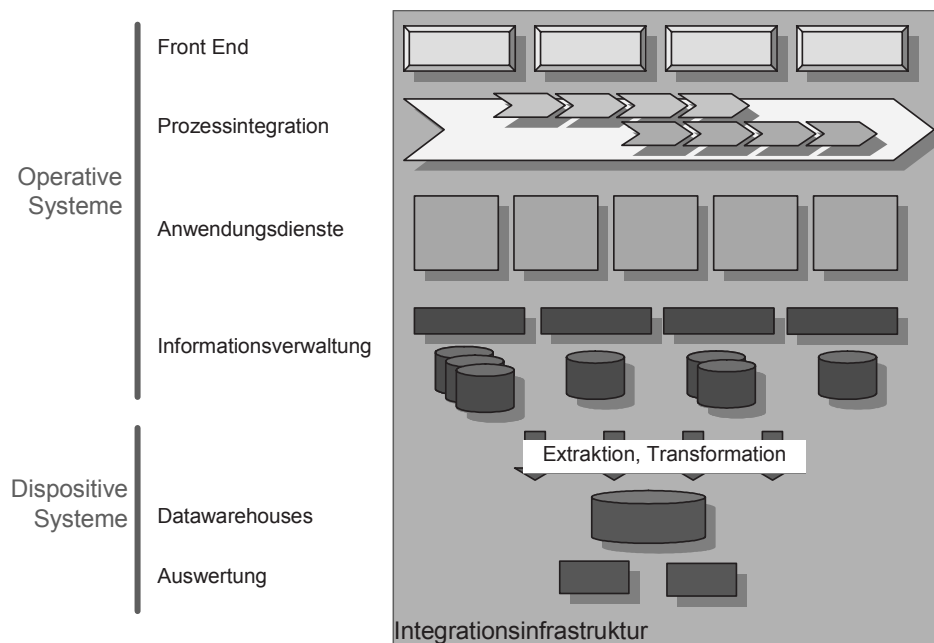 Front End
Prozessintegration
Operative
Systeme
Anwendungsdienste
Informationsverwaltung
Extraktion, Transformation
Dispositive
Systeme
Datawarehouses
Auswertung
Integrationsinfrastruktur